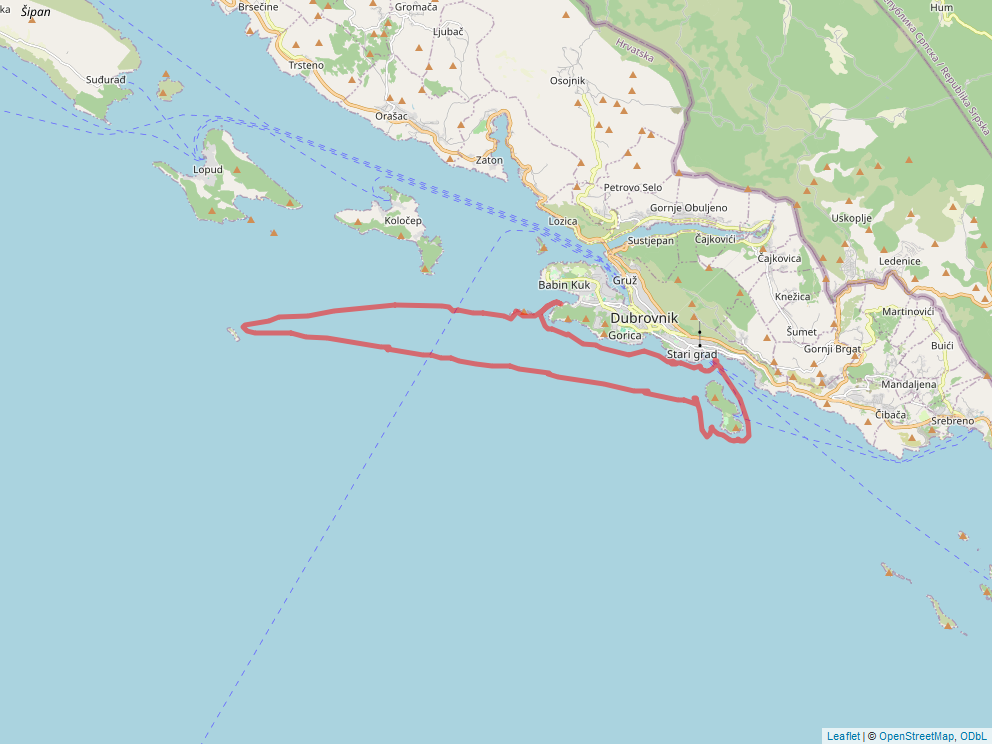 Šipan
Brsečine
Gromača
Ljubač
Hum
Република Српска / Republika Srpska
Hrvatska
Trsteno
Suđurađ
Osojnik
Orašac
Zaton
Lopud
Petrovo Selo
Gornje Obuljeno
Koločep
Lozica
Uškoplje
Sustjepan
Čajkovići
Čajkovica
Ledenice
Babin Kuk
Gruž
Knežica
Martinovići
Dubrovnik
Gorica
Šumet
Buići
Gornji Brgat
Stari grad
Mandaljena
Čibača
Srebreno
Leaflet | © OpenStreetMap, ODbL